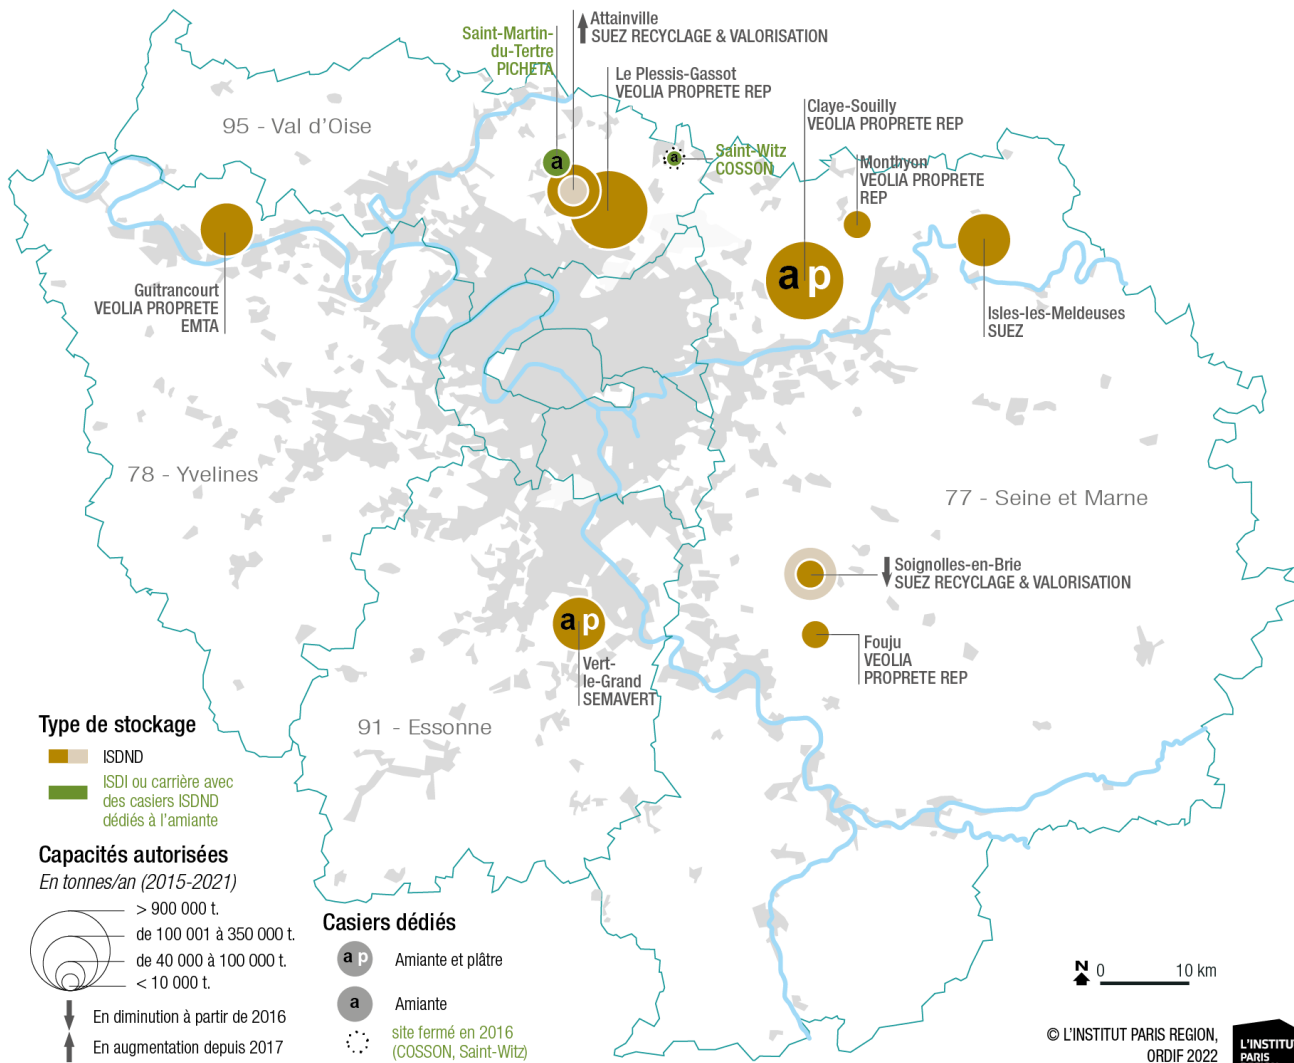 Attainville
SUEZ RECYCLAGE & VALORISATION
Saint-Martin-
du-Tertre
PICHETA
Le Plessis-Gassot
VEOLIA PROPRETE REP
Claye-Souilly
VEOLIA PROPRETE REP
95 - Val d'Oise
a
a
Saint-Witz
COSSON
Monthyon
VEOLIA PROPRETE
REP
a p
Guitrancourt
VEOLIA PROPRETE
EMTA
Isles-les-Meldeuses
SUEZ
78 - Yvelines
77 - Seine et Marne
Soignolles-en-Brie
SUEZ RECYCLAGE & VALORISATION
a p
Fouju
VEOLIA
PROPRETE REP
Vert-
le-Grand
SEMAVERT
91 - Essonne
Type de stockage
ISDND
ISDI ou carrière avec
des casiers ISDND
dédiés à l'amiante
Capacités autorisées
En tonnes/an (2015-2021)
> 900 000 t.
de 100 001 à 350 000 t.
de 40 000 à 100 000 t.
< 10 000 t.
En diminution à partir de 2016
En augmentation depuis 2017
Casiers dédiés
a p Amiante et plâtre
a Amiante
site fermé en 2016
(COSSON, Saint-Witz)
N 0 10 km
© L'INSTITUT PARIS REGION,
ORDIF 2022
L'INSTITU
PARIS